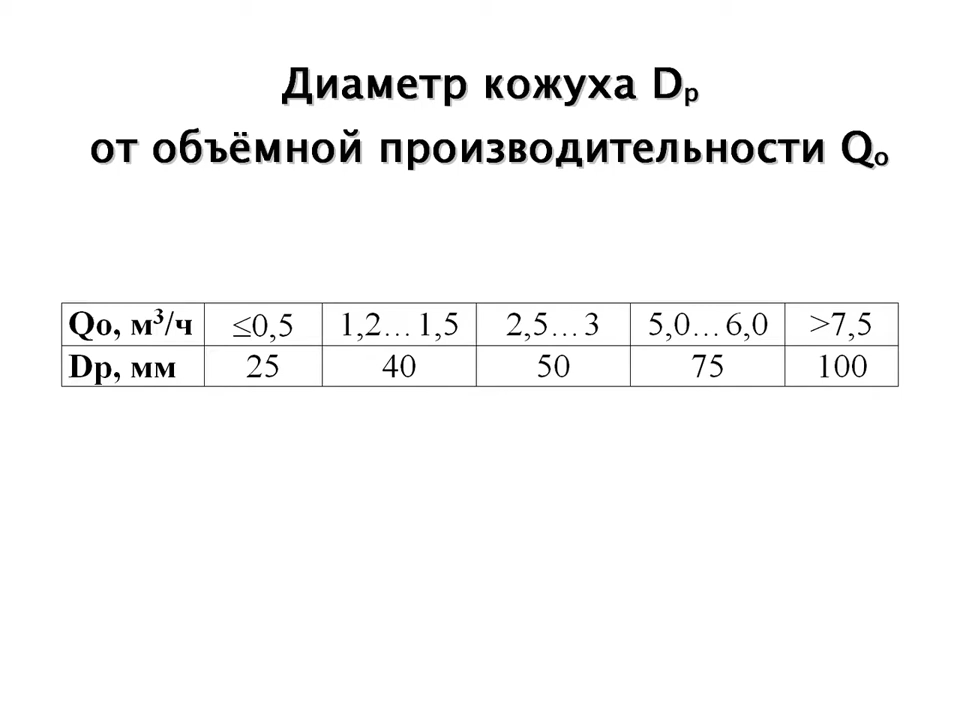 Диаметр кожуха Dр
от объёмной производительности Qо
Qо, м³/ч ≤0,5 1,2…1,5 2,5…3 5,0…6,0 >7,5
Dр, мм 25 40 50 75 100